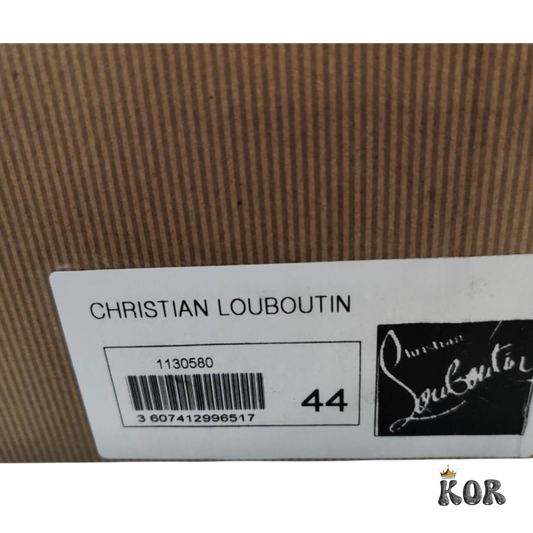 CHRISTIAN LOUBOUTIN
1130580
3 607412996517
44
Christian
Louboutin
KOR